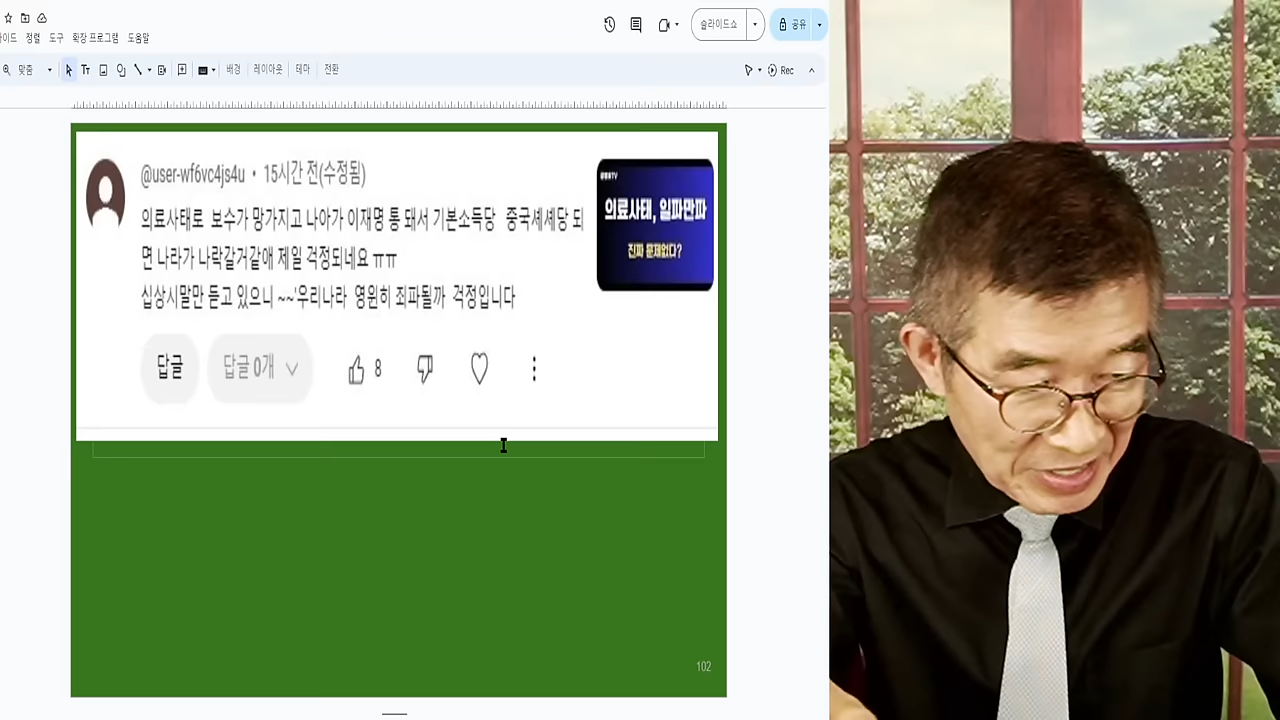 이드 정렬 도구 확장 프로그램 도움말
슬라이드쇼
공유
맞춤
배경 레이아웃 테마 전환
Rec
@user-wf6vc4js4u • 15시간 전(수정됨)
의료사태로 보수가 망가지고 나아가 이재명 통 돼서 기본소득당 중국셰셰당 되
면 나라가 나락갈거같애 제일 걱정되네요 ㅠㅠ
십상시말만 듣고 있으니 ~~'우리나라 영원히 죄파될까 걱정입니다
의료사태, 일파만파
진짜 문제없다?
답글
답글 0개
8
102